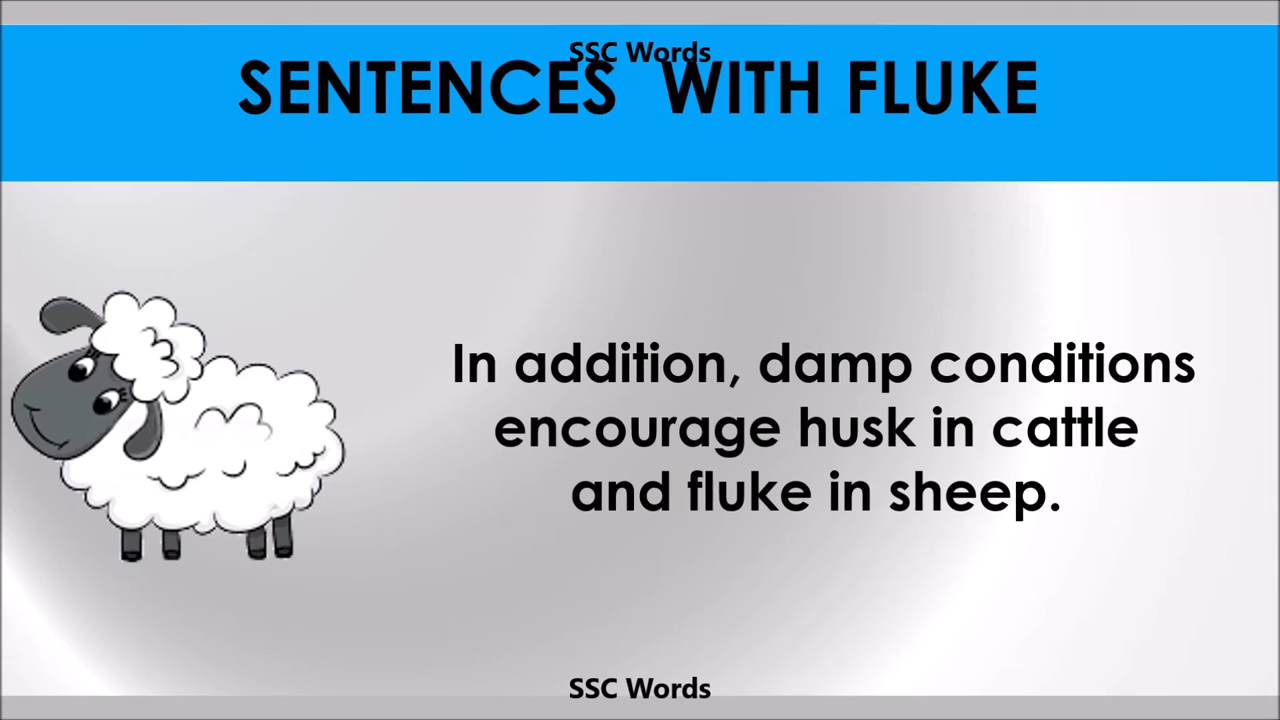 SSC Words
SENTENCES WITH FLUKE
In addition, damp conditions
encourage husk in cattle
and fluke in sheep.
SSC Words